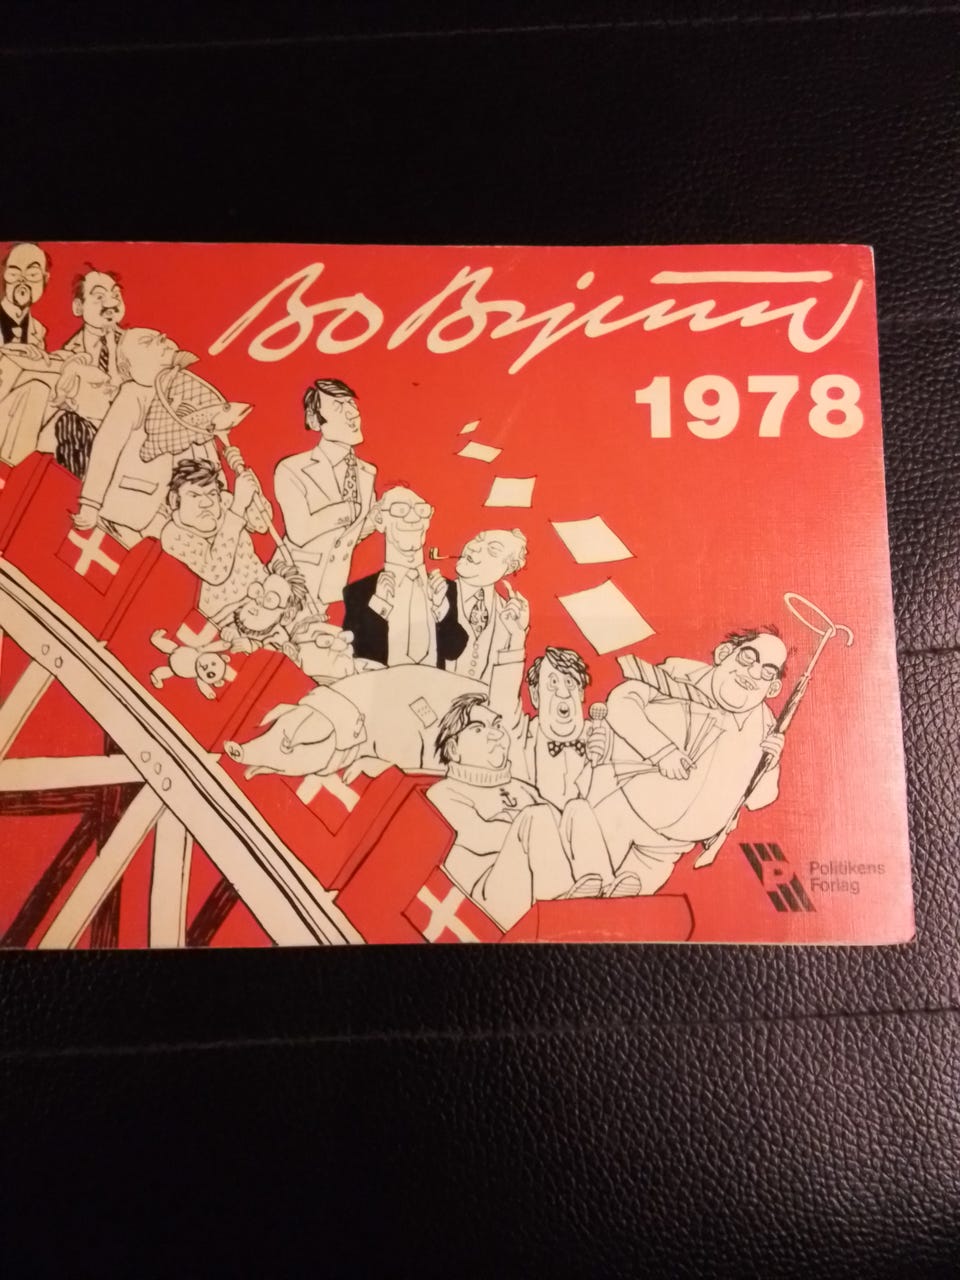 Bo Bojesen
1978
Politikens
Forlag